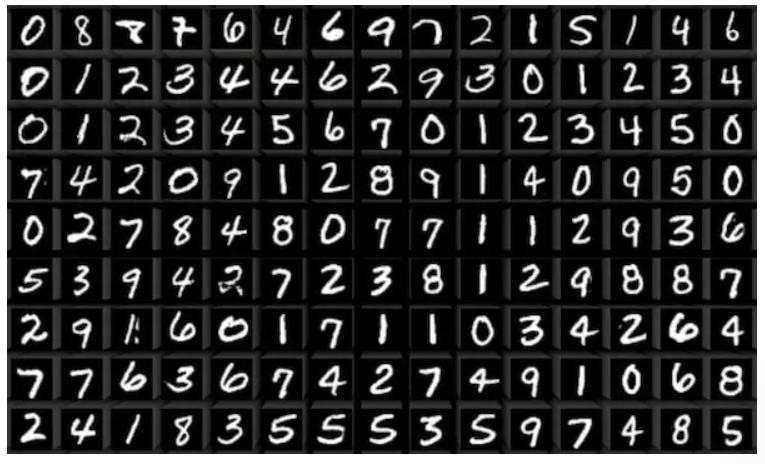 0 8 8 7 6 4 6 9 7 2 1 5 1 4 6
0 1 2 3 4 4 6 2 9 3 0 1 2 3 4
0 1 2 3 4 5 6 7 0 1 2 3 4 5 0
7 4 2 0 9 1 2 8 9 1 4 0 9 5 0
0 2 7 8 4 8 0 7 7 1 1 2 9 3 6
5 3 9 4 2 7 2 3 8 1 2 9 8 8 7
2 9 1 6 0 1 7 1 1 0 3 4 2 6 4
7 7 6 3 6 7 4 2 7 4 9 1 0 6 8
2 4 1 8 3 5 5 5 3 5 9 7 4 8 5